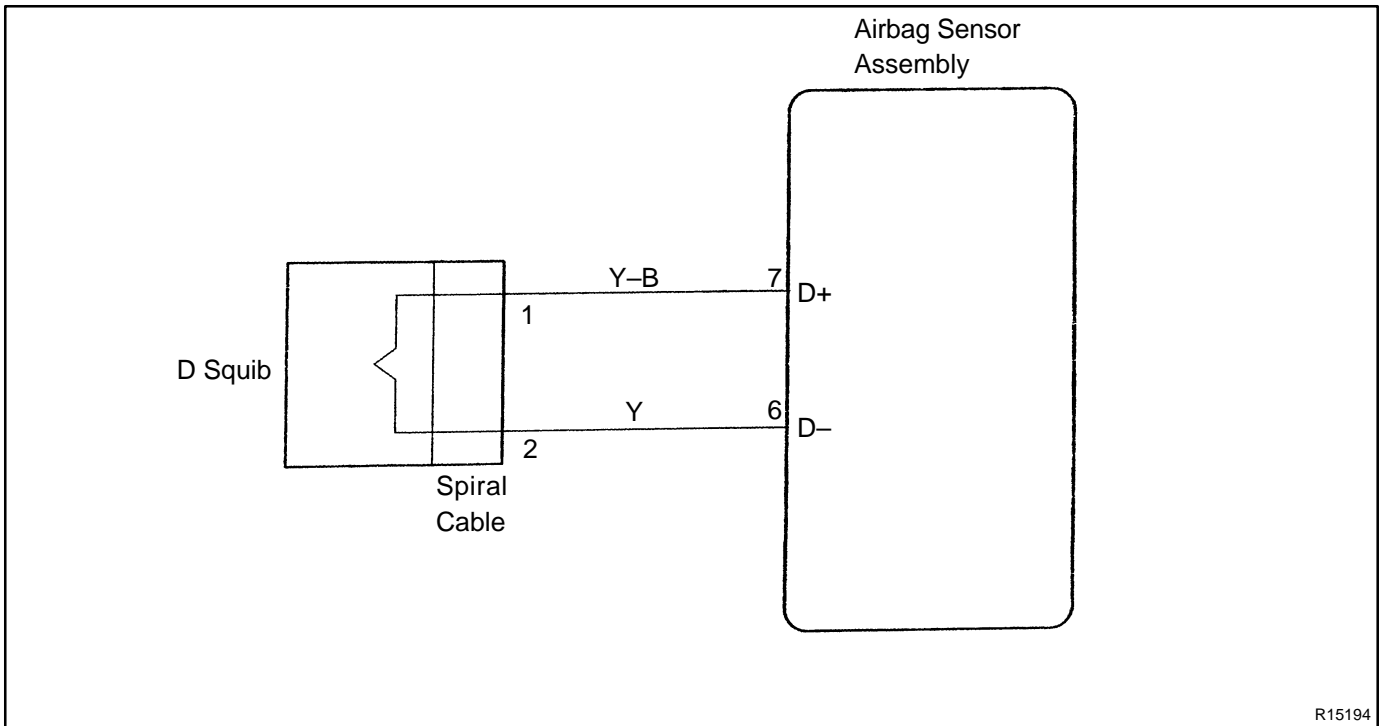 Airbag Sensor
Assembly
Y–B
7
D+
1
D Squib
Y
6
D–
2
Spiral
Cable
R15194